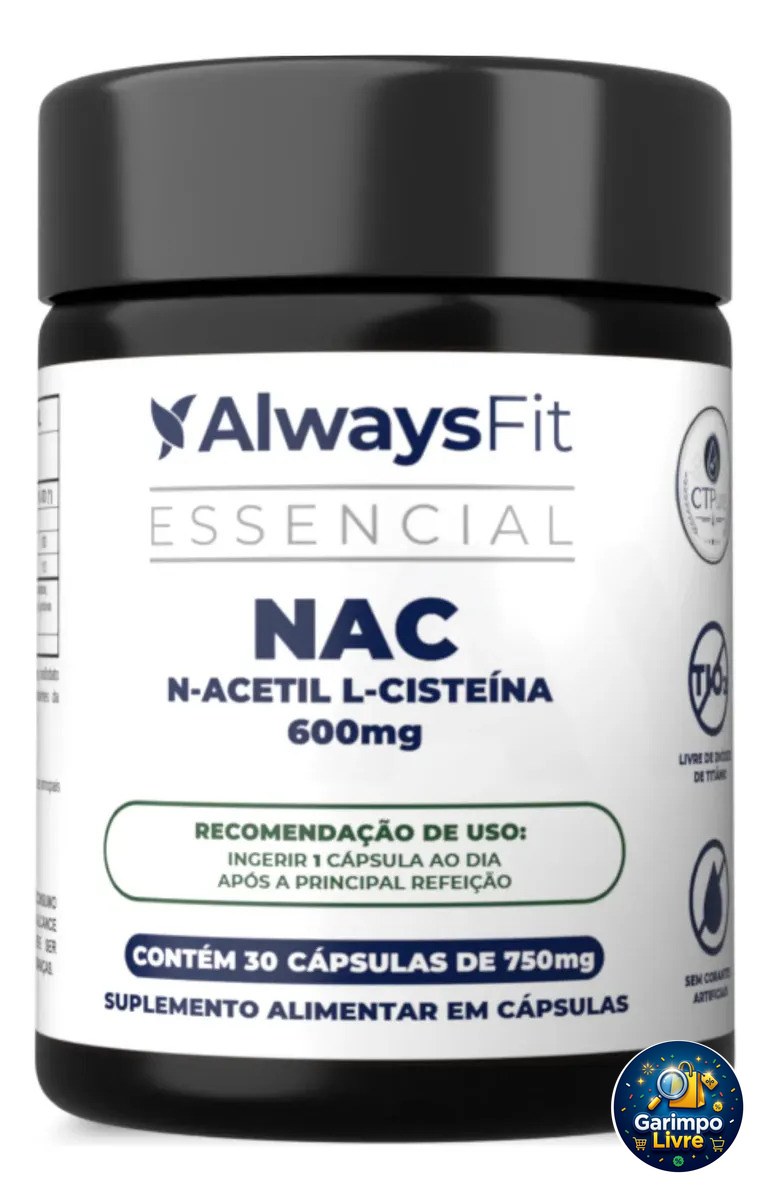 AlwaysFit
ESSENCIAL
NAC
N-ACETIL L-CISTEÍNA
600mg
RECOMENDAÇÃO DE USO:
INGERIR 1 CÁPSULA AO DIA
APÓS A PRINCIPAL REFEIÇÃO
CONTÉM 30 CÁPSULAS DE 750mg
SUPLEMENTO ALIMENTAR EM CÁPSULAS
TiO₂
LIVRE DE
DE TITÂNIO
SEM CORANTES
ARTIFICIAIS
Garimpo
Livre